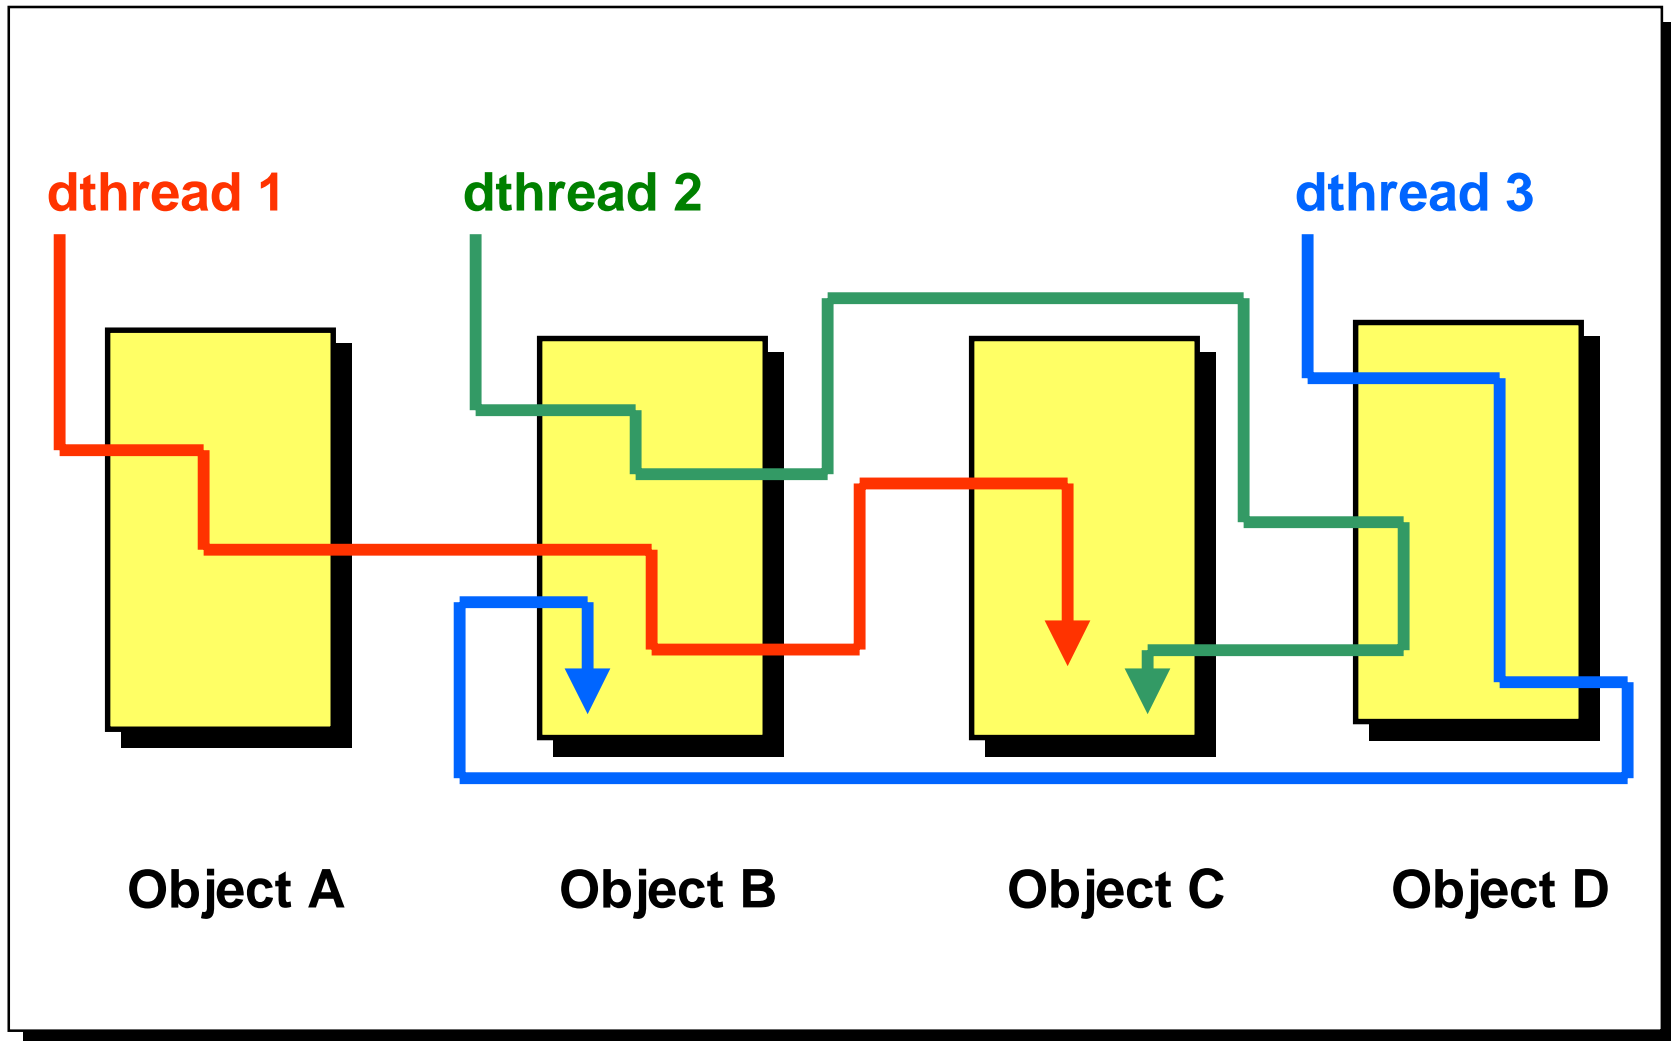 dthread 1
dthread 2
dthread 3
Object A
Object B
Object C
Object D